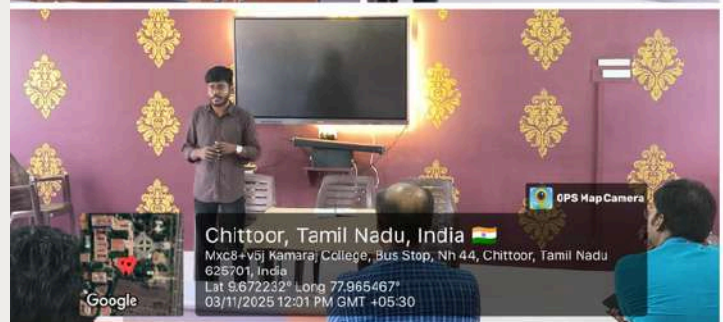 GPS Map Camera
Chittoor, Tamil Nadu, India
Mxc8+v5j Kamaraj College, Bus Stop, Nh 44, Chittoor, Tamil Nadu
625701, India
Lat 9.672232° Long 77.965467°
03/11/2025 12:01 PM GMT +05:30
Google